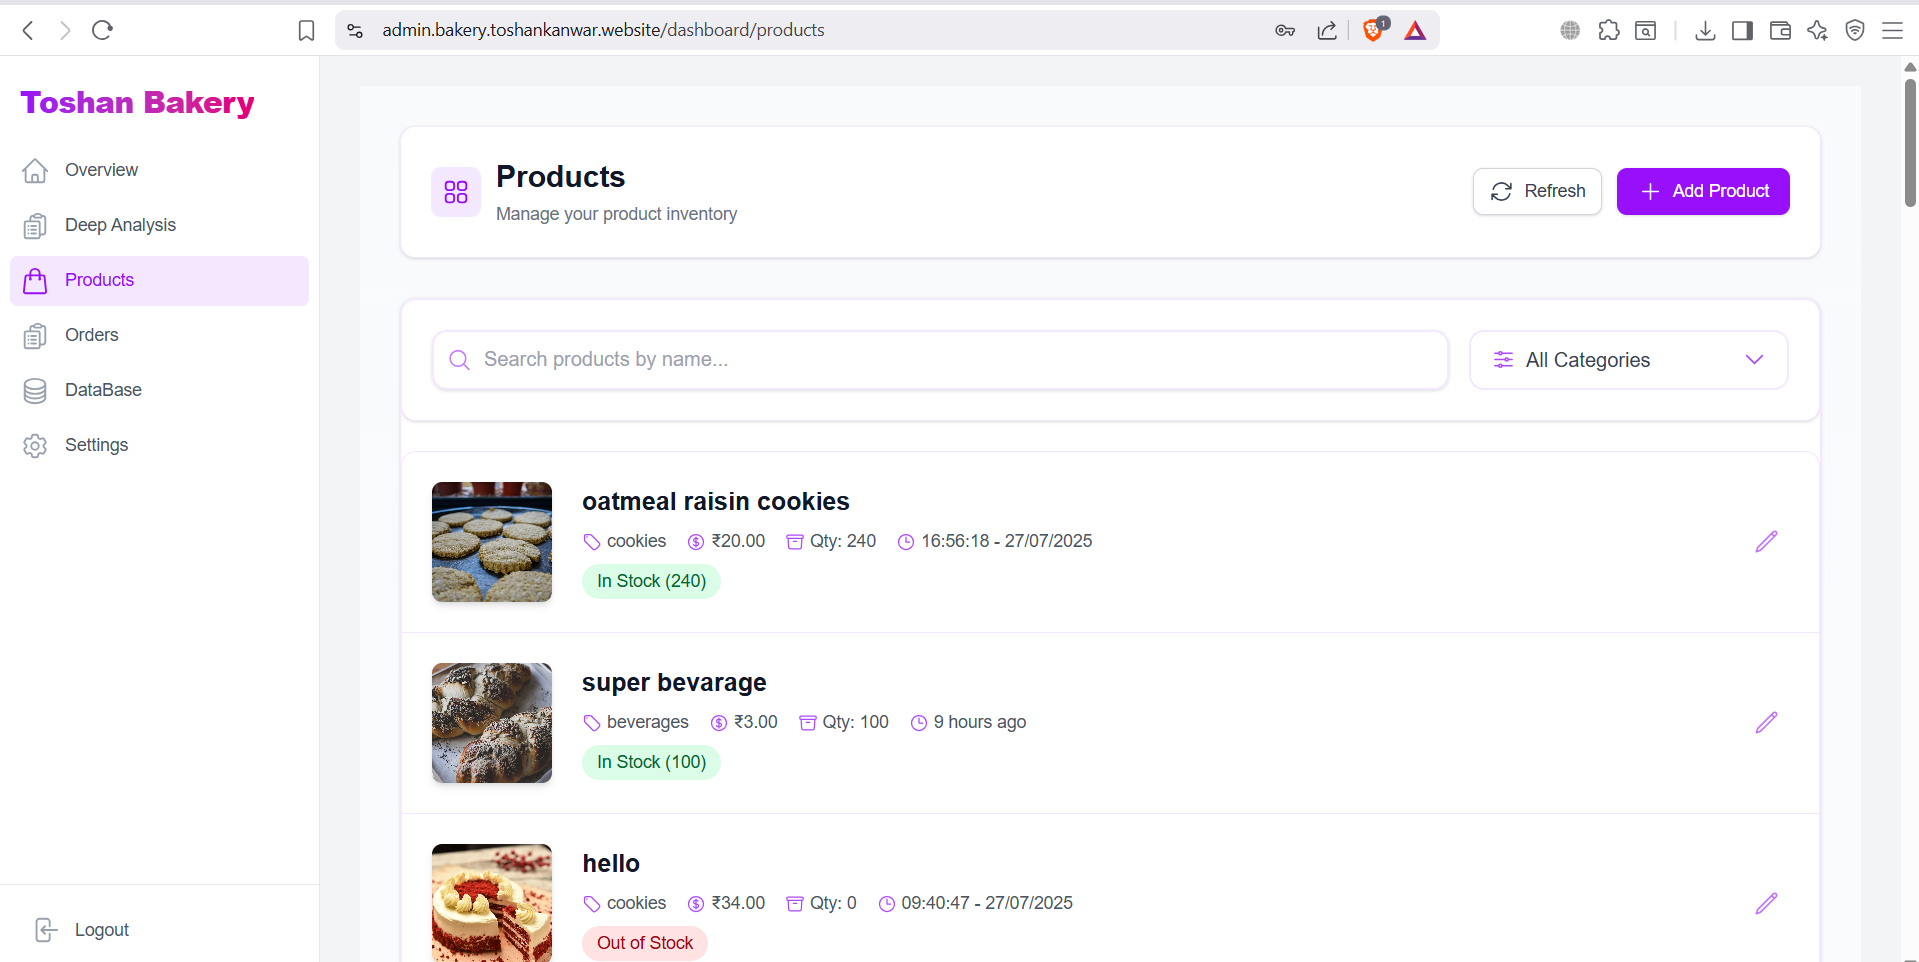 admin.bakery.toshankanwar.website/dashboard/products
1
Toshan Bakery
Overview
Deep Analysis
Products
Orders
DataBase
Settings
Logout
Products
Manage your product inventory
Refresh
Add Product
Search products by name...
All Categories
oatmeal raisin cookies
cookies ₹20.00 Qty: 240 16:56:18 - 27/07/2025
In Stock (240)
super bevarage
beverages ₹3.00 Qty: 100 9 hours ago
In Stock (100)
hello
cookies ₹34.00 Qty: 0 09:40:47 - 27/07/2025
Out of Stock